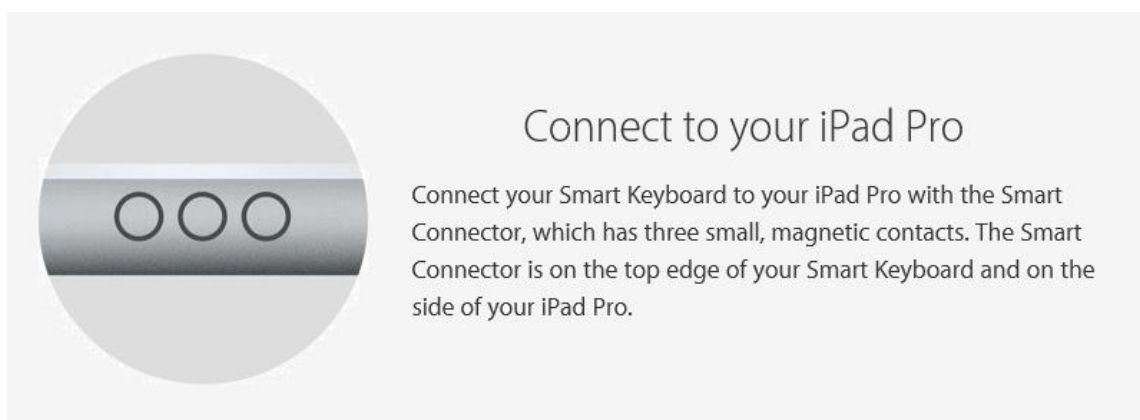 Connect to your iPad Pro
Connect your Smart Keyboard to your iPad Pro with the Smart
Connector, which has three small, magnetic contacts. The Smart
Connector is on the top edge of your Smart Keyboard and on the
side of your iPad Pro.